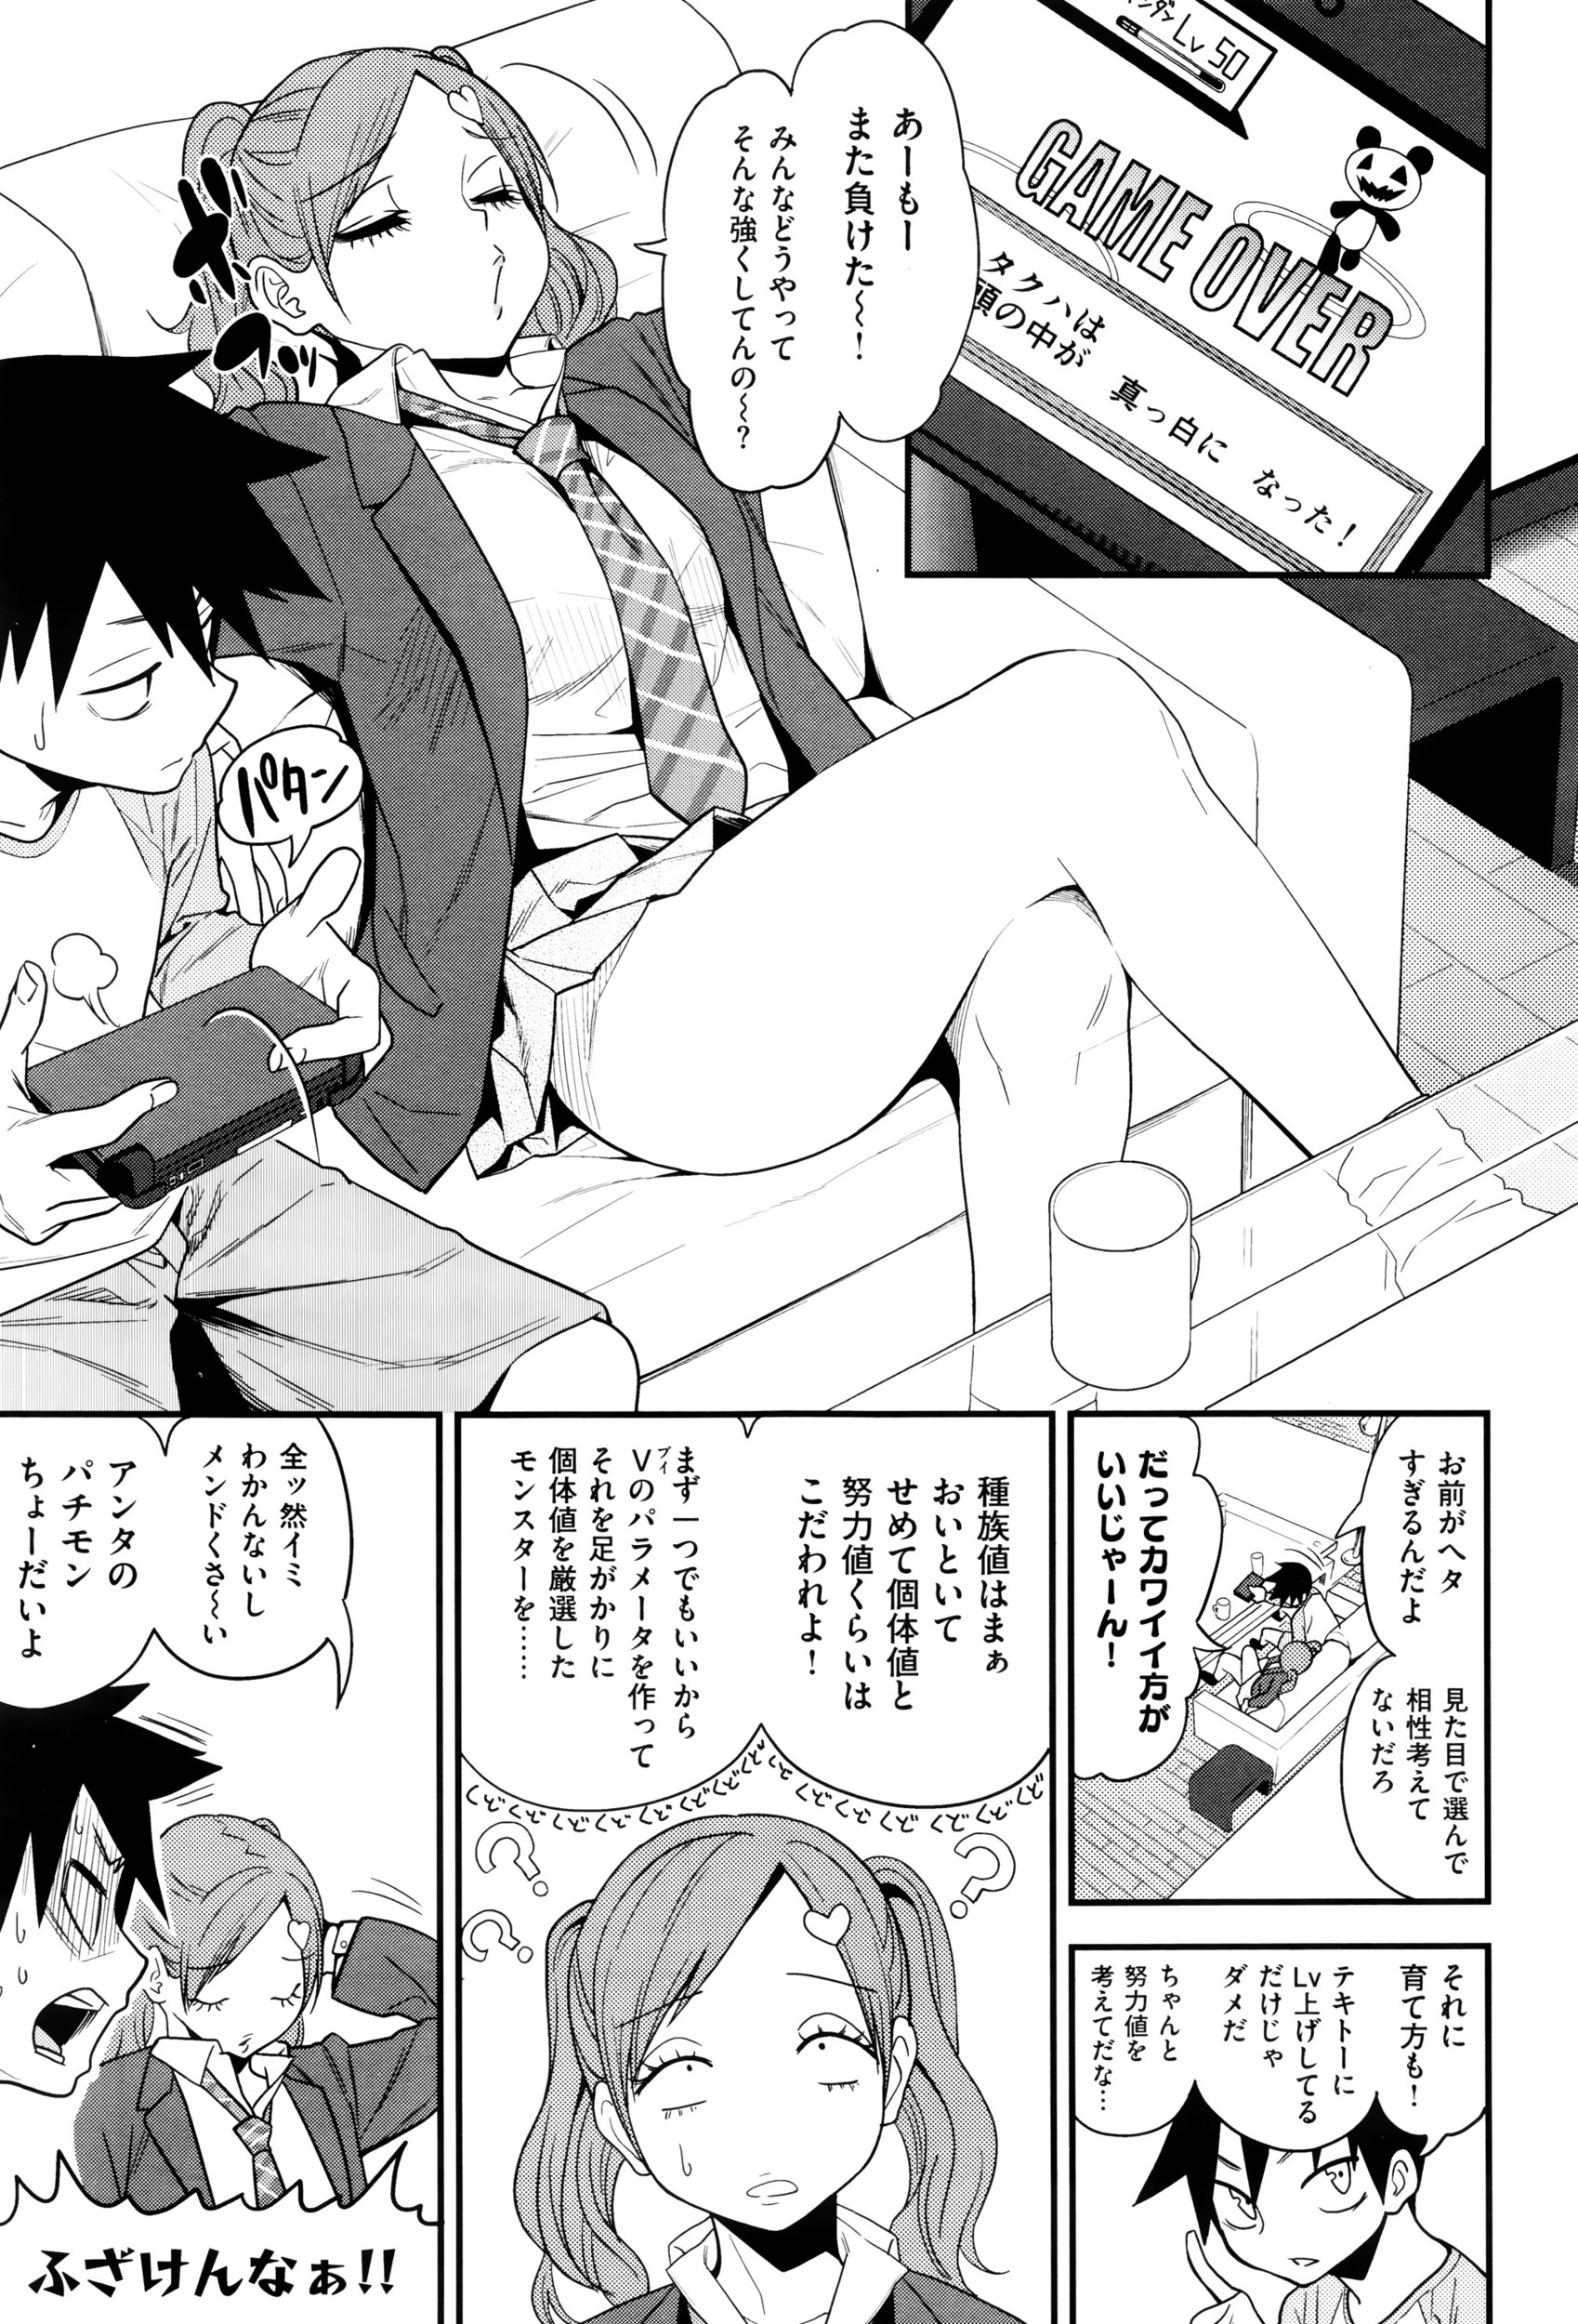 ンダン
Lv 50
GAME OVER
タクハは
頭の中が 真っ白に なった！
あーもー
また負けた〜！
みんなどうやって
そんな強くしてんの〜？
パタン
お前がヘタ
すぎるんだよ
見た目で選んで
相性考えて
ないだろ
だってカワイイ方が
いいじゃーん！
それに
育て方も！
テキトーに
Lv上げしてる
だけじゃ
ダメだ
ちゃんと
努力値を
考えてだな…
種族値はまぁ
おいといて
せめて個体値と
努力値くらいは
こだわれよ！
まず一つでもいいから
Vのパラメータを作って
ブイ
それを足がかりに
個体値を厳選した
モンスターを……
くどくどくどくどくどくどくどくどくどくどくどくどくどくど
？
？
？
全ッ然イミ
わかんないし
メンドくさ〜い
アンタの
パチモン
ちょーだいよ
ふざけんなぁ!!